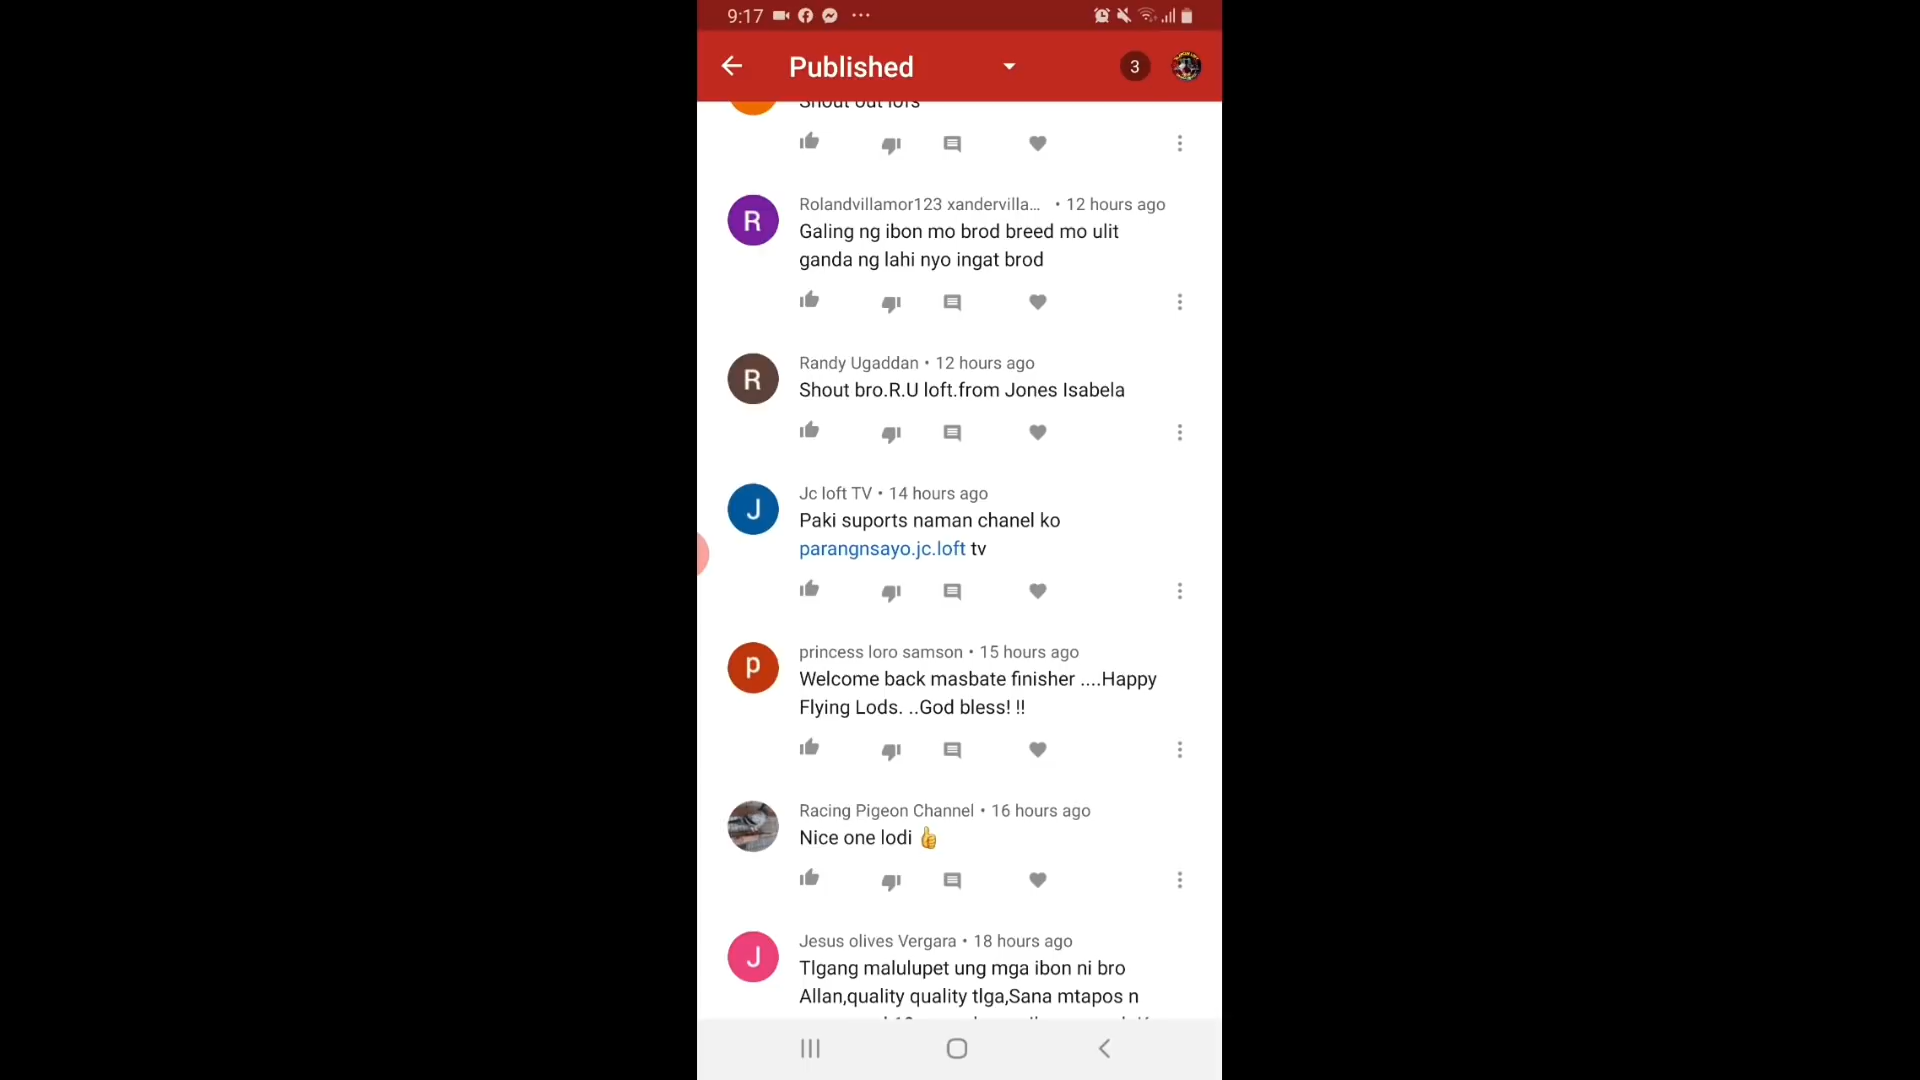 9:17
Published
3
Shout out lofs
Rolandvillamor123 xandervilla... • 12 hours ago
Galing ng ibon mo brod breed mo ulit
ganda ng lahi nyo ingat brod
Randy Ugaddan • 12 hours ago
Shout bro.R.U loft.from Jones Isabela
Jc loft TV • 14 hours ago
Paki suports naman chanel ko
parangnsayo.jc.loft tv
princess loro samson • 15 hours ago
Welcome back masbate finisher ....Happy
Flying Lods. ..God bless! !!
Racing Pigeon Channel • 16 hours ago
Nice one lodi 👍
Jesus olives Vergara • 18 hours ago
Tlgang malulupet ung mga ibon ni bro
Allan,quality quality tlga,Sana mtapos n